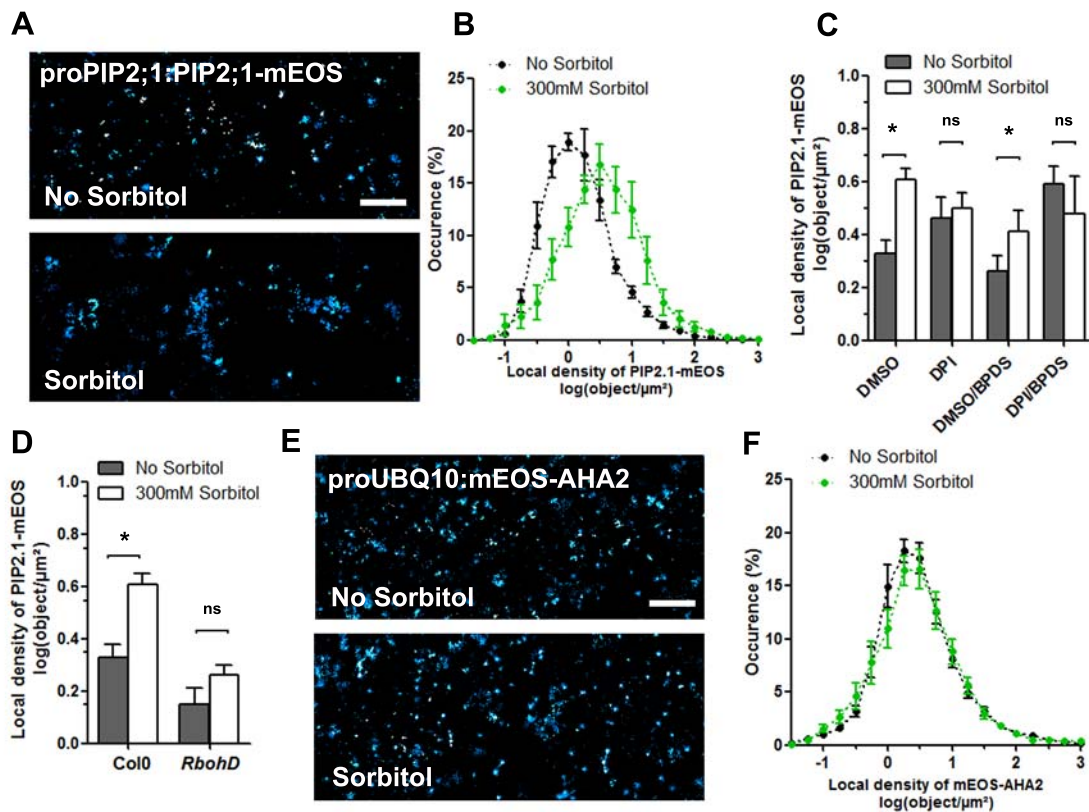 A
proPIP2;1:PIP2;1-mEOS
No Sorbitol
Sorbitol
B
No Sorbitol
300mM Sorbitol
Occurence (%)
25
20
15
10
5
0
-1 0 1 2 3
Local density of PIP2.1-mEOS
log(object/µm²)
C
No Sorbitol
300mM Sorbitol
Local density of PIP2.1-mEOS
log(object/µm²)
1.0
0.8
0.6
0.4
0.2
0.0
* ns * ns
DMSO
DPI
DMSO/BPDS
DPI/BPDS
D
No Sorbitol
300mM Sorbitol
Local density of PIP2.1-mEOS
log(object/µm²)
1.0
0.8
0.6
0.4
0.2
0.0
*
ns
Col0 RbohD
E
proUBQ10:mEOS-AHA2
No Sorbitol
Sorbitol
F
No Sorbitol
300mM Sorbitol
Occurence (%)
25
20
15
10
5
0
-1 0 1 2 3
Local density of mEOS-AHA2
log(object/µm²)